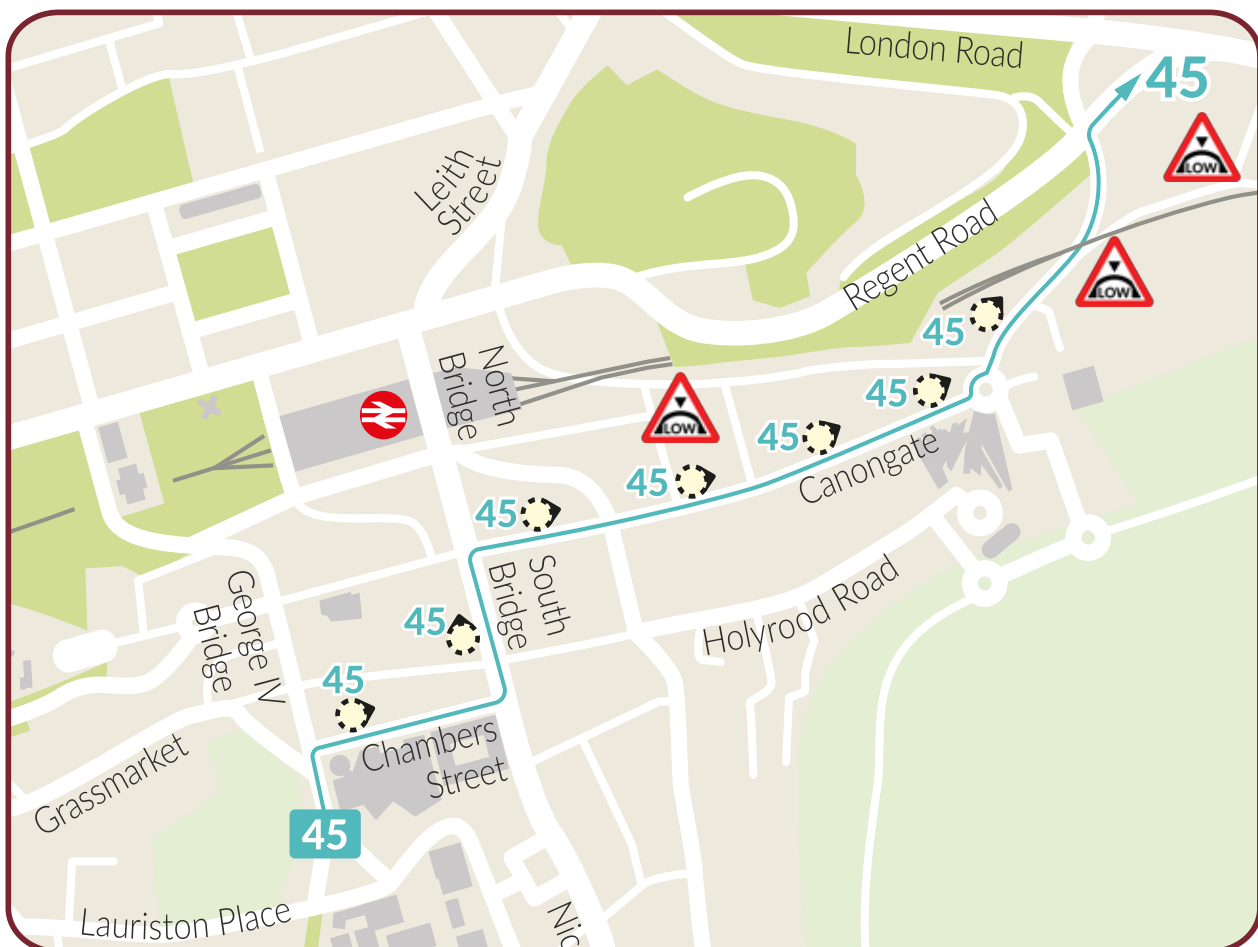 London Road
45
LOW
Leith
Street
Regent Road
LOW
45
North
Bridge
45
LOW
45
Canongate
45
45
South
Bridge
George IV
Bridge
Holyrood Road
45
45
Chambers
Street
Grassmarket
45
Lauriston Place
Nic